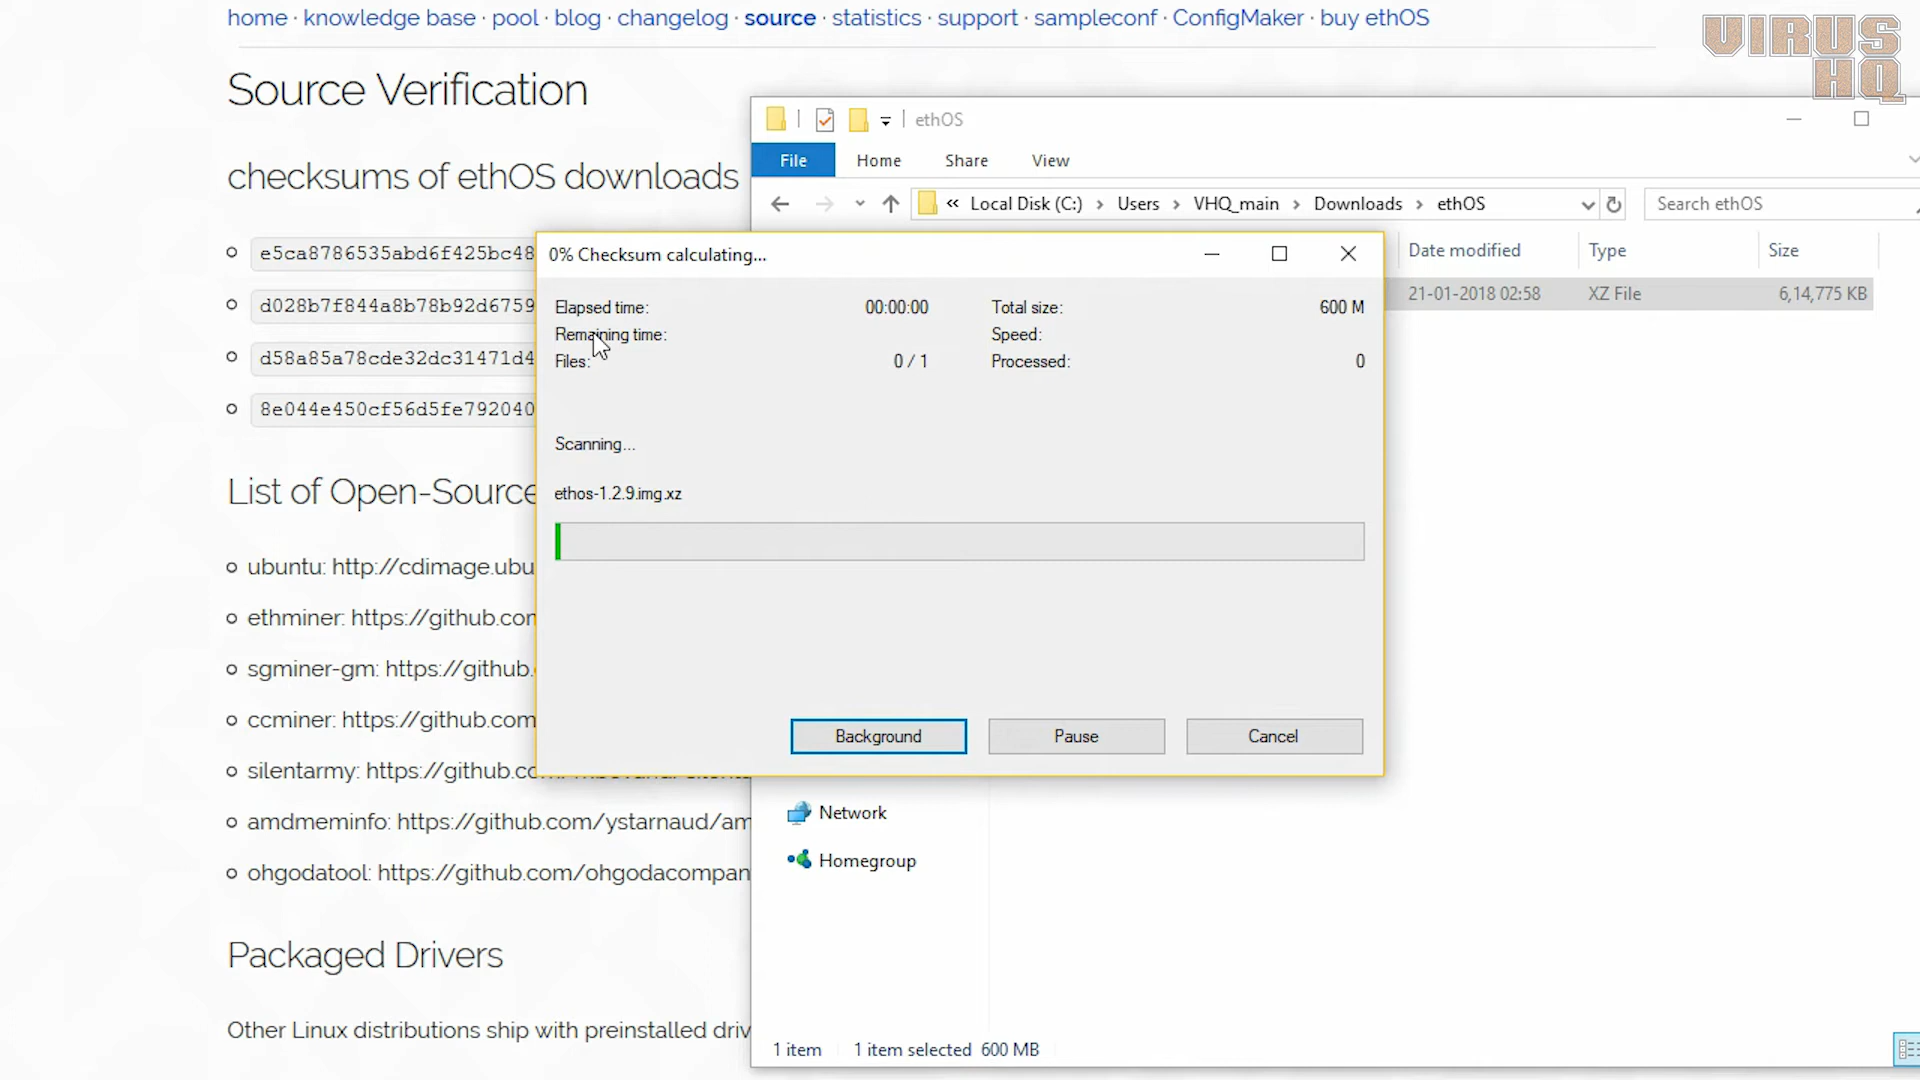 home · knowledge base · pool · blog · changelog · source · statistics · support · sampleconf · ConfigMaker · buy ethOS
VIRUS
HQ
Source Verification
checksums of ethOS downloads
e5ca8786535abd6f425bc48
d028b7f844a8b78b92d6759
d58a85a78cde32dc31471d4
8e044e450cf56d5fe792040
List of Open-Source
ubuntu: http://cdimage.ubu
ethminer: https://github.com
sgminer-gm: https://github.
ccminer: https://github.com
silentarmy: https://github.co
amdmeminfo: https://github.com/ystarnaud/am
ohgodatool: https://github.com/ohgodacompan
Packaged Drivers
Other Linux distributions ship with preinstalled driv
ethOS
File Home Share View
« Local Disk (C:) › Users › VHQ_main › Downloads › ethOS
Search ethOS
Date modified Type Size
21-01-2018 02:58 XZ File 6,14,775 KB
0% Checksum calculating...
Elapsed time: 00:00:00 Total size: 600 M
Remaining time: Speed:
Files: 0 / 1 Processed: 0
Scanning...
ethos-1.2.9.img.xz
Background Pause Cancel
Network
Homegroup
1 item 1 item selected 600 MB